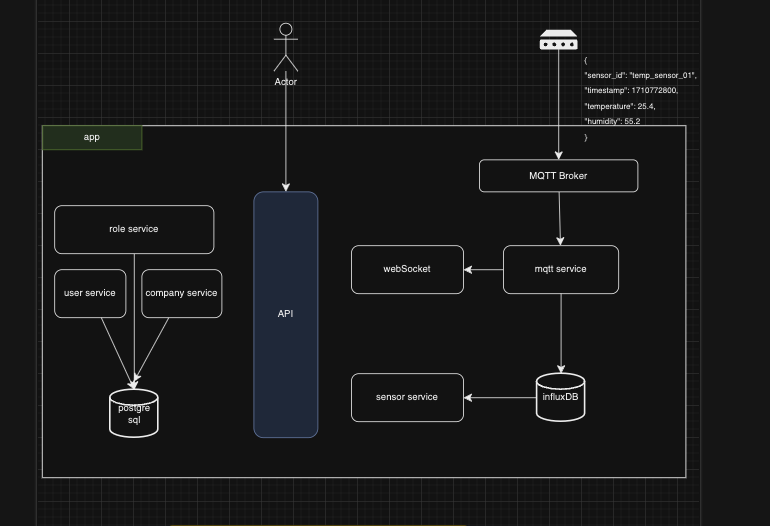 Actor
{
"sensor_id": "temp_sensor_01",
"timestamp": 1710772800,
"temperature": 25.4,
"humidity": 55.2
}
app
MQTT Broker
role service
webSocket
mqtt service
user service
company service
API
postgre
sql
sensor service
influxDB